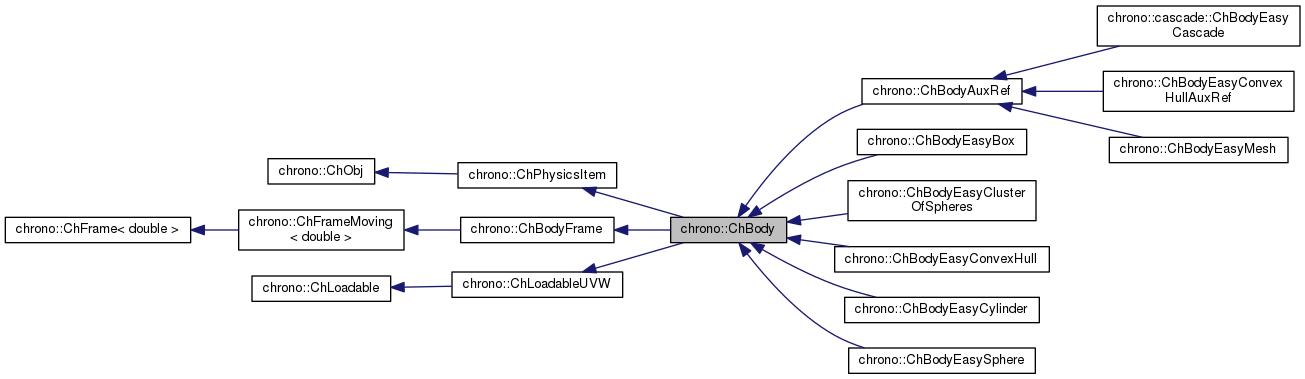 chrono::ChObj
chrono::ChPhysicsItem
chrono::ChFrame< double >
chrono::ChFrameMoving
< double >
chrono::ChBodyFrame
chrono::ChLoadable
chrono::ChLoadableUVW
chrono::ChBody
chrono::ChBodyAuxRef
chrono::cascade::ChBodyEasy
Cascade
chrono::ChBodyEasyConvex
HullAuxRef
chrono::ChBodyEasyMesh
chrono::ChBodyEasyBox
chrono::ChBodyEasyCluster
OfSpheres
chrono::ChBodyEasyConvexHull
chrono::ChBodyEasyCylinder
chrono::ChBodyEasySphere